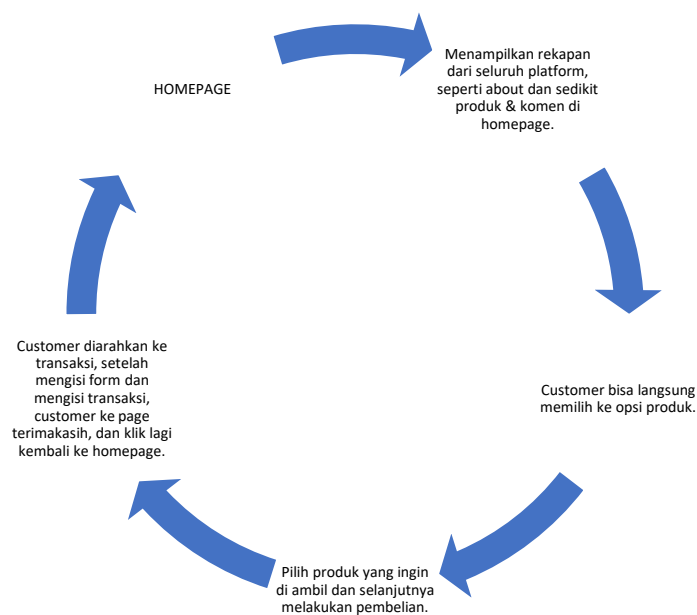 HOMEPAGE
Menampilkan rekapan
dari seluruh platform,
seperti about dan sedikit
produk & komen di
homepage.
Customer bisa langsung
memilih ke opsi produk.
Pilih produk yang ingin
di ambil dan selanjutnya
melakukan pembelian.
Customer diarahkan ke
transaksi, setelah
mengisi form dan
mengisi transaksi,
customer ke page
terimakasih, dan klik lagi
kembali ke homepage.